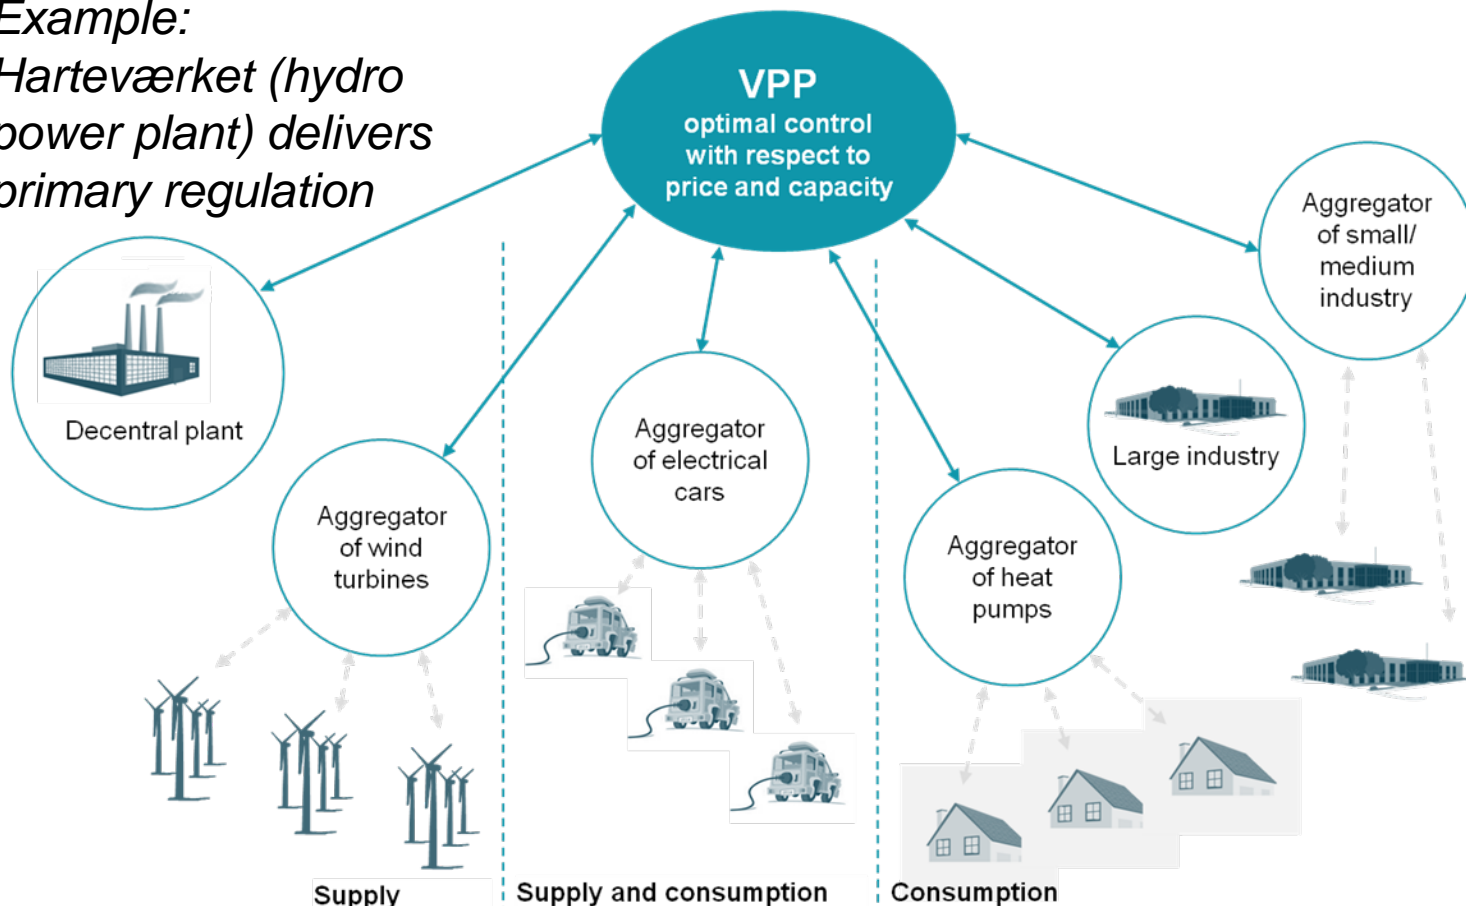 Example:
Harteværket (hydro
power plant) delivers
primary regulation
VPP
optimal control
with respect to
price and capacity
Decentral plant
Aggregator
of wind
turbines
Aggregator
of electrical
cars
Aggregator
of heat
pumps
Large industry
Aggregator
of small/
medium
industry
Supply
Supply and consumption
Consumption